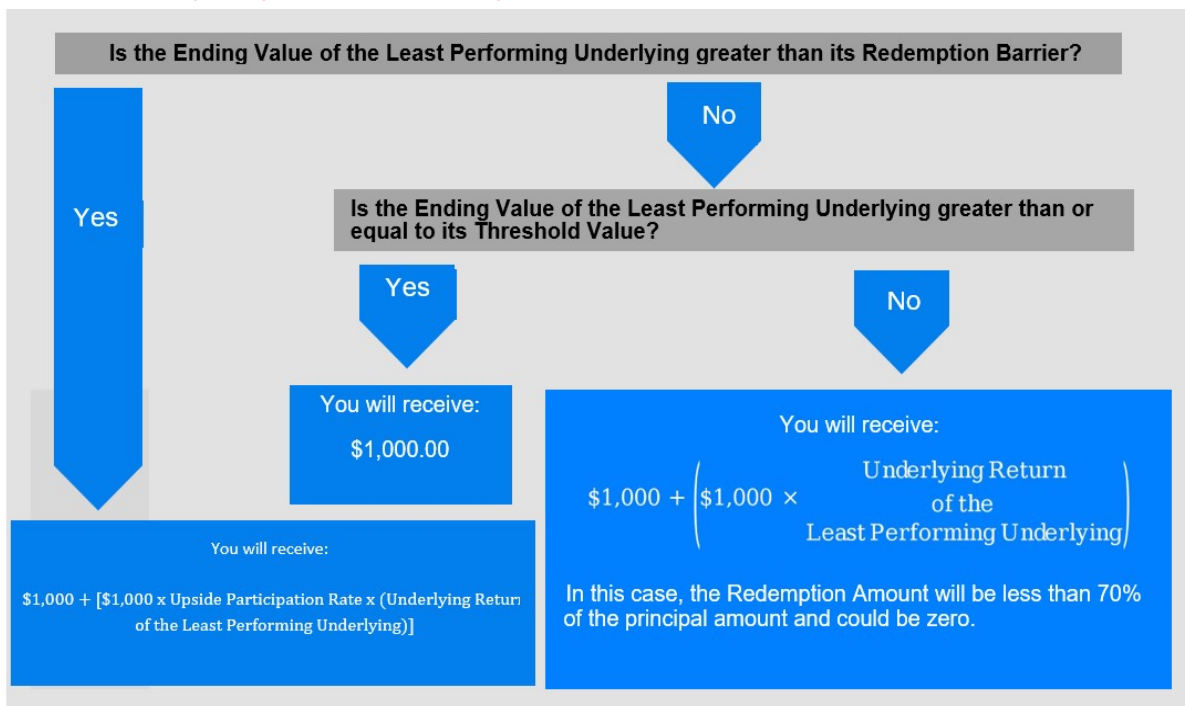 Is the Ending Value of the Least Performing Underlying greater than its Redemption Barrier?
No
Yes
Is the Ending Value of the Least Performing Underlying greater than or
equal to its Threshold Value?
Yes
No
You will receive:
$1,000.00
You will receive:
$1,000 + ($1,000 × Underlying Return
of the
Least Performing Underlying)
In this case, the Redemption Amount will be less than 70%
of the principal amount and could be zero.
You will receive:
$1,000 + [$1,000 x Upside Participation Rate x (Underlying Return
of the Least Performing Underlying)]